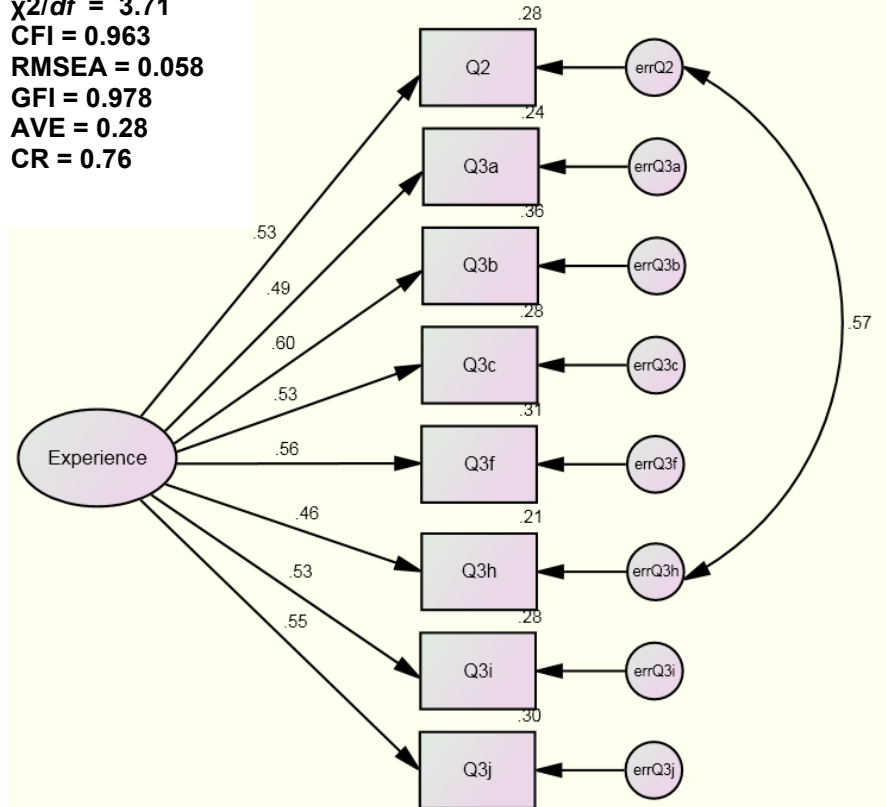 χ2/df = 3.71
CFI = 0.963
RMSEA = 0.058
GFI = 0.978
AVE = 0.28
CR = 0.76
.28
Q2
errQ2
.24
Q3a
errQ3a
.53
.36
Q3b
errQ3b
.49
.28
Q3c
errQ3c
.60
.57
.53
.31
Experience
.56
Q3f
errQ3f
.46
.21
Q3h
errQ3h
.53
.28
.55
Q3i
errQ3i
.30
Q3j
errQ3j